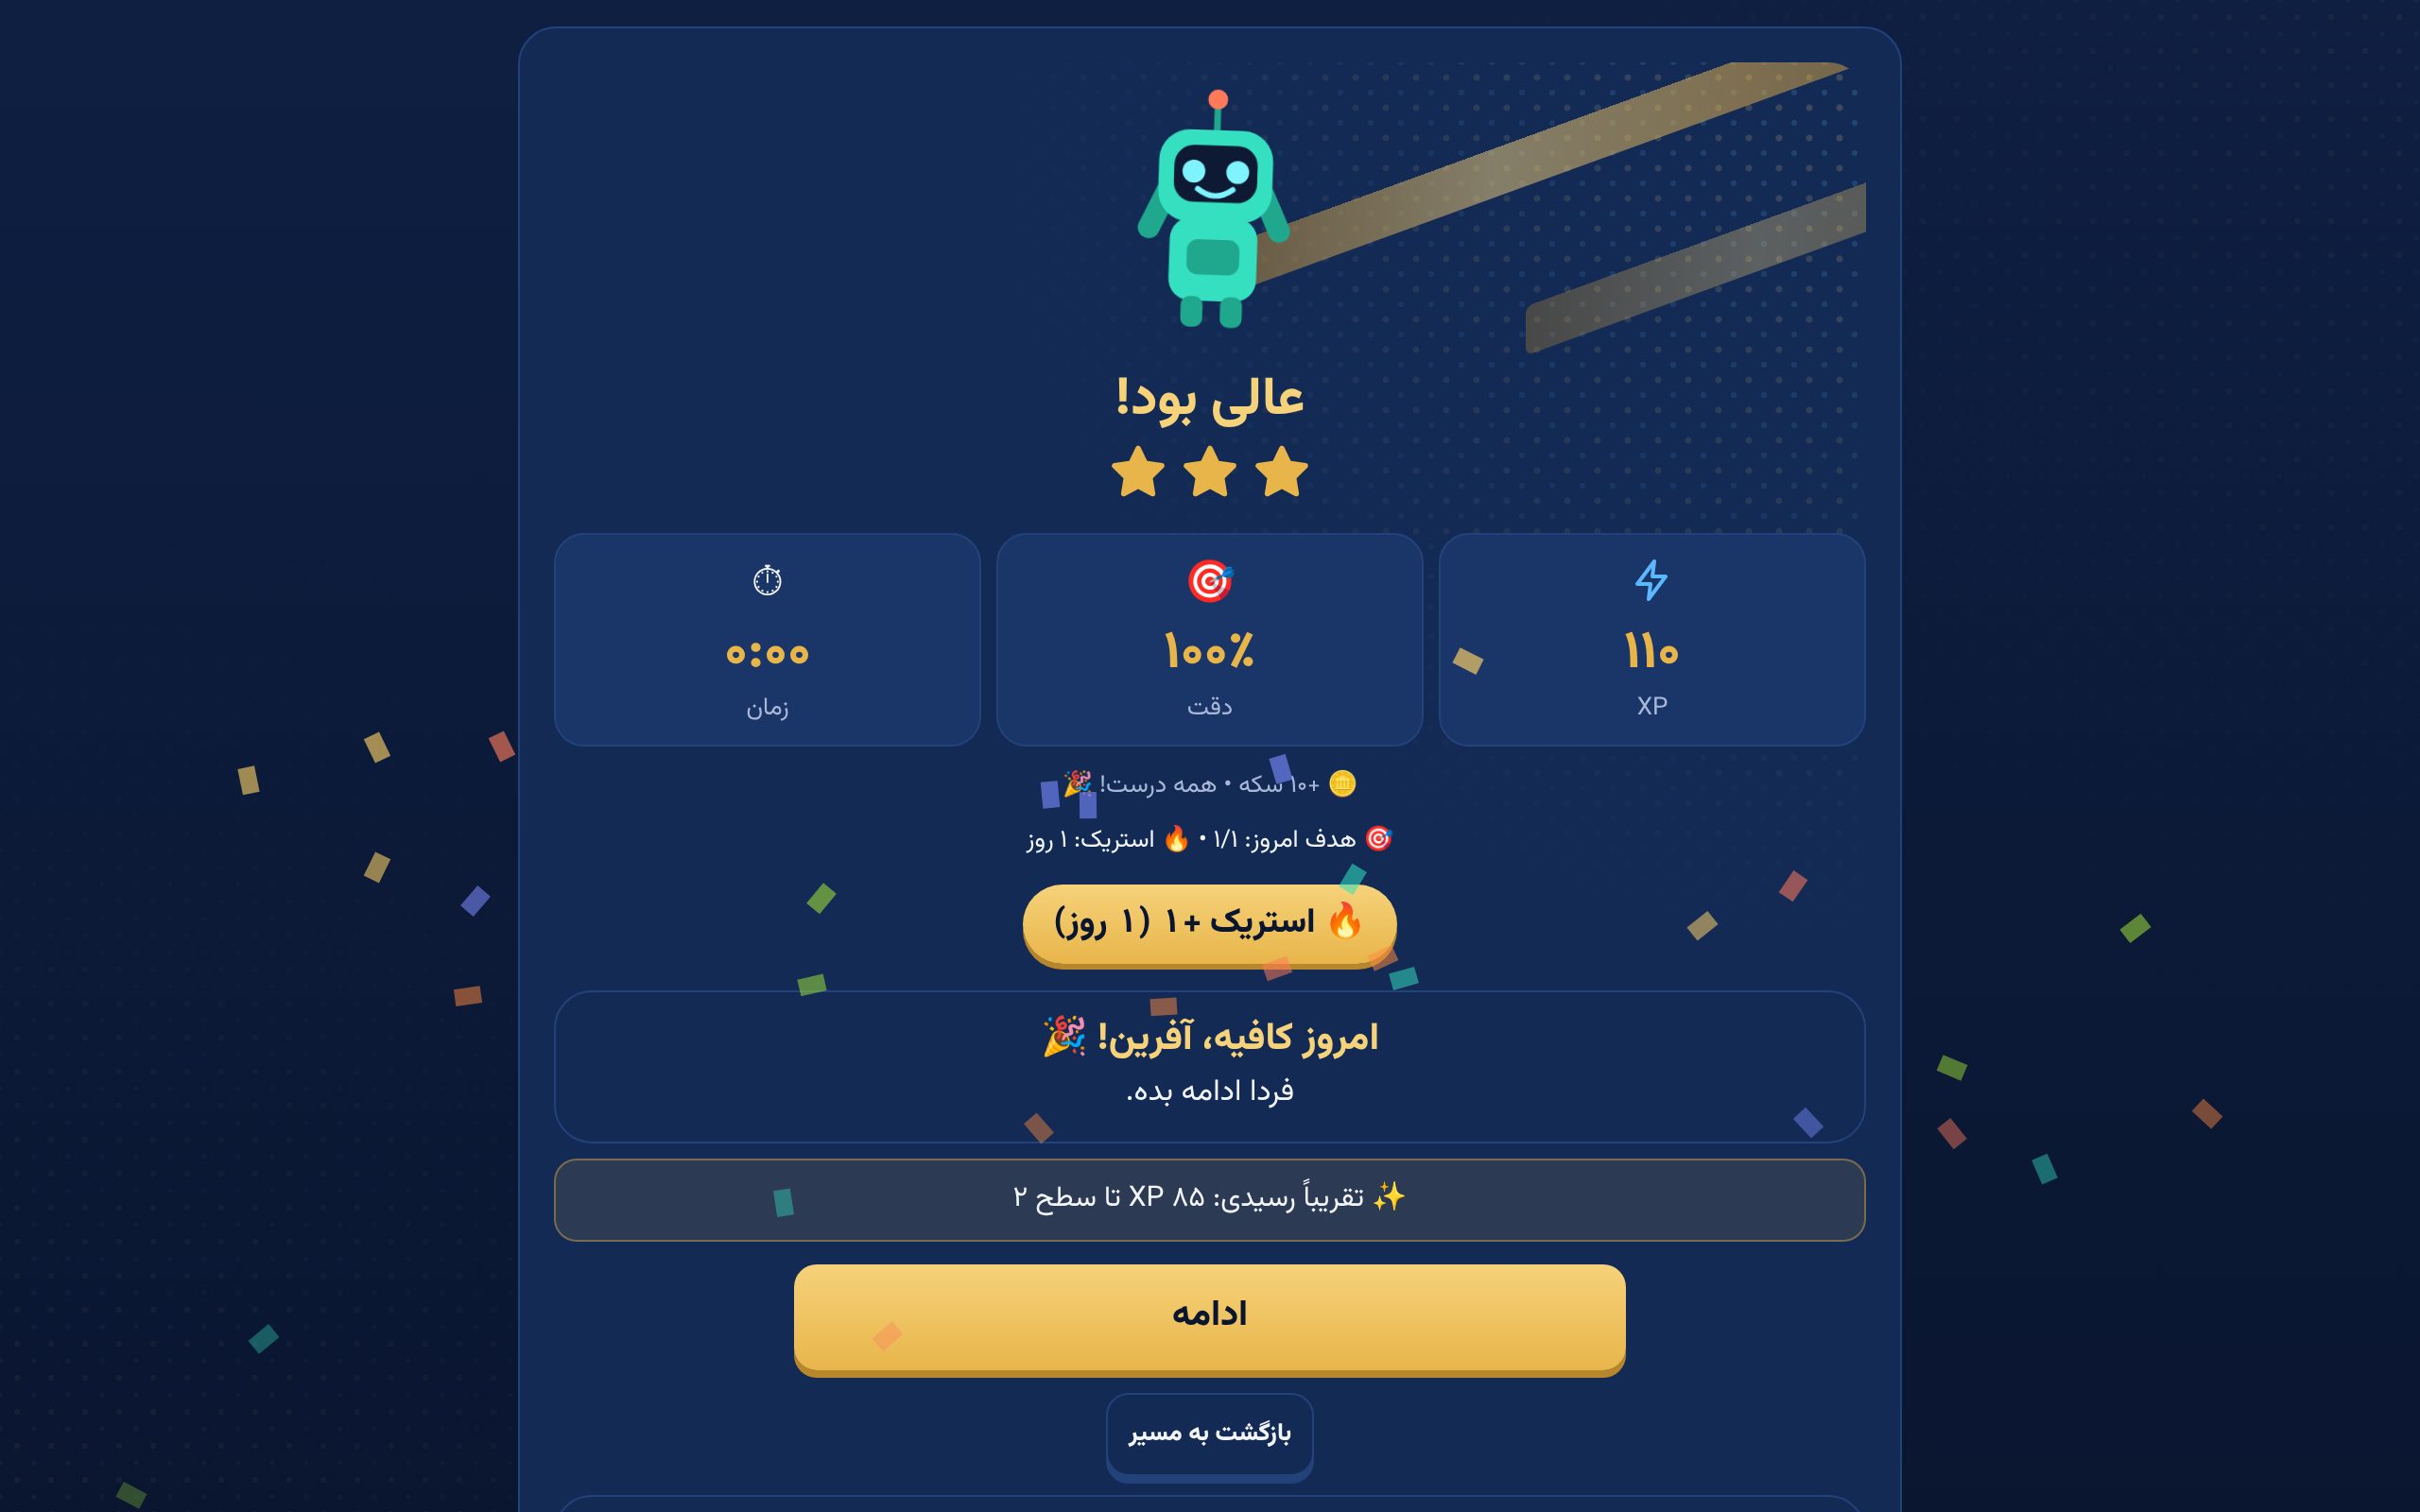 عالی بود!
۱۱۰
XP
۱۰۰٪
دقت
۰:۰۰
زمان
+۱۰ سکه • همه درست!
هدف امروز: ۱/۱ • استریک: ۱ روز
استریک +۱ (۱ روز)
امروز کافیه، آفرین!
فردا ادامه بده.
تقریباً رسیدی: ۸۵ XP تا سطح ۲
ادامه
بازگشت به مسیر